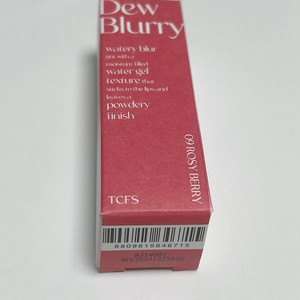 Dew
Blurry
watery blur
tint with a
moisture filled
water gel
texture that
sticks to the lips and
leaves a
powdery
finish
09 ROSY BERRY
TCFS
8809815646719